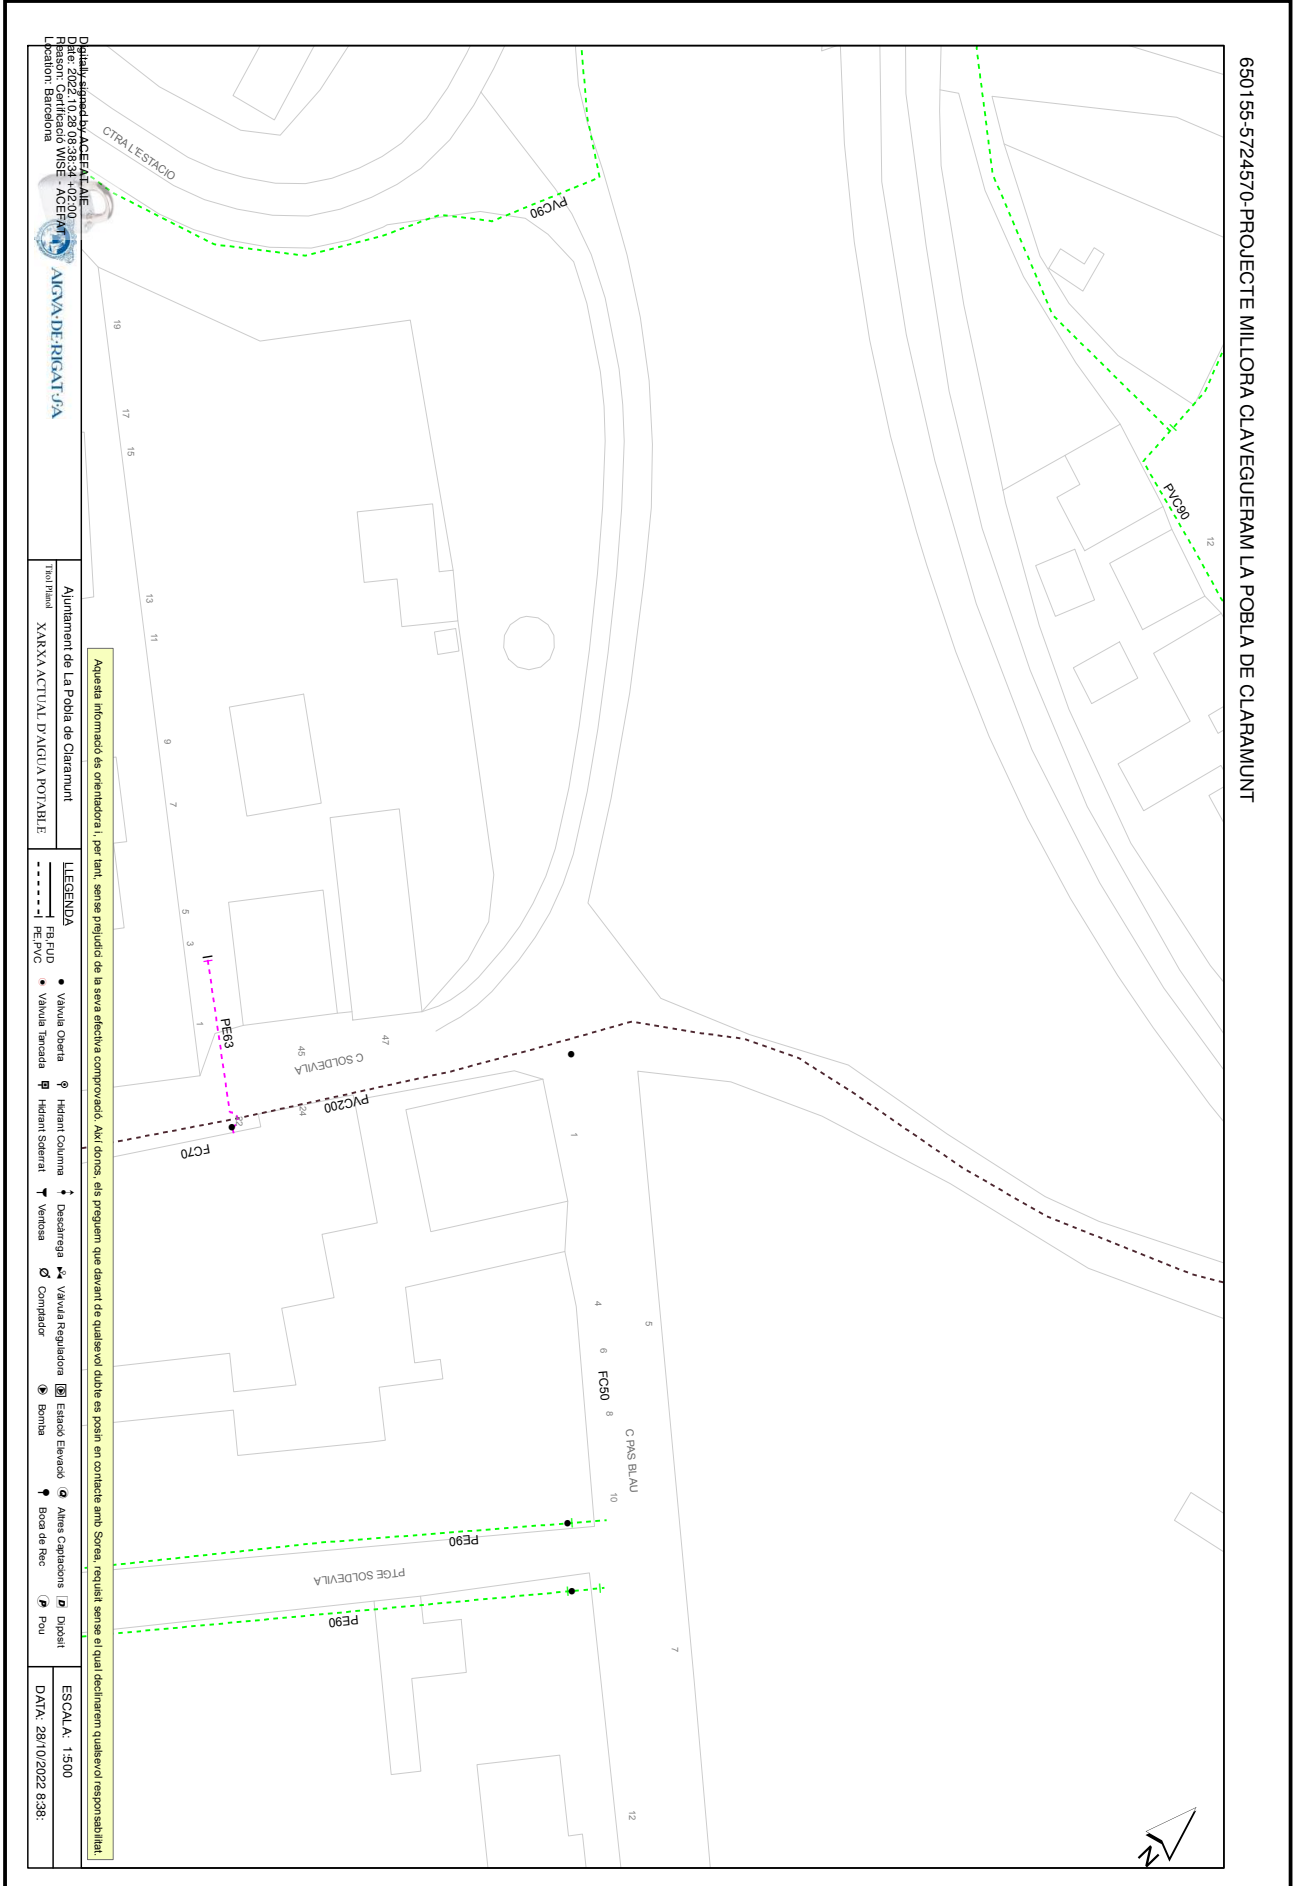 650155-5724570-PROJECTE MILLORA CLAVEGUERAM LA POBLA DE CLARAMUNT
PVC90
12
CTRA L'ESTACIO
PVC90
19
17
15
13
11
9
7
5
3
1
PE63
45
47
C SOLDEVILA
24
PVC200
22
FC70
1
4
6
8
10
FC50
5
C PAS BLAU
7
12
PE90
PTGE SOLDEVILA
PE90
N
Aquesta informació és orientadora i, per tant, sense prejudici de la seva efectiva comprovació. Així doncs, els preguem que davant de qualsevol dubte es posin en contacte amb Sorea, requisit sense el qual declinarem qualsevol responsabilitat.
Digitally signed by ACEFAT, AIE
Date: 2022.10.28 08:38:34 +02:00
Reason: Certificació WISE - ACEFAT
Location: Barcelona
AIGVA·DE·RIGAT·SA
Ajuntament de La Pobla de Claramunt
Títol Plànol
XARXA ACTUAL D'AIGUA POTABLE
LLEGENDA
FB,FUD
PE,PVC
Vàlvula Oberta
Hidrant Columna
Descàrrega
Vàlvula Reguladora
Estació Elevació
Altres Captacions
Dipòsit
Vàlvula Tancada
Hidrant Soterrat
Ventosa
Comptador
Bomba
Boca de Rec
Pou
ESCALA: 1:500
DATA: 28/10/2022 8:38: